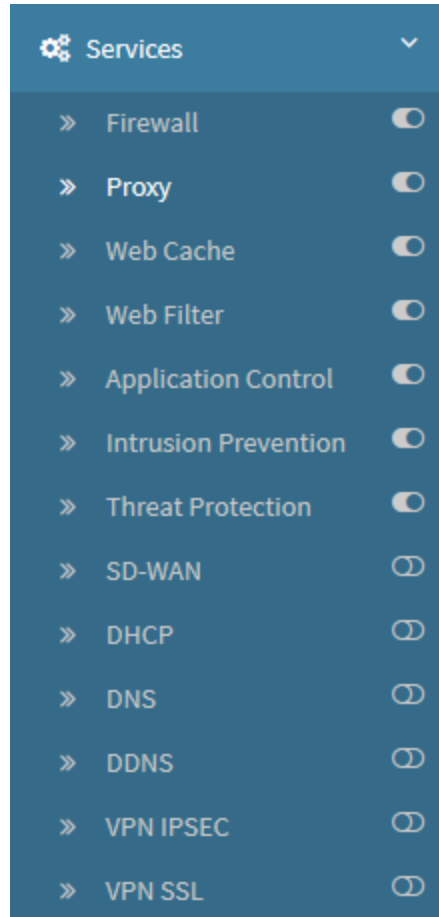 Services
Firewall
Proxy
Web Cache
Web Filter
Application Control
Intrusion Prevention
Threat Protection
SD-WAN
DHCP
DNS
DDNS
VPN IPSEC
VPN SSL